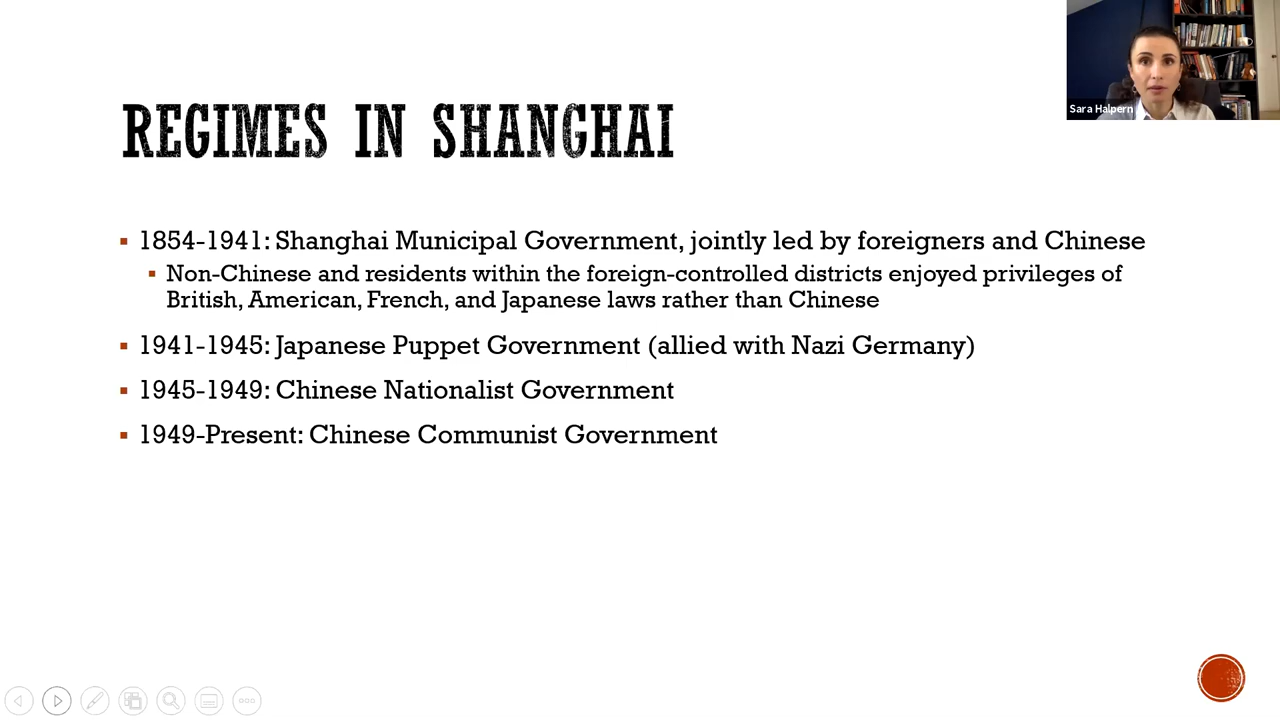 Sara Halpern
REGIMES IN SHANGHAI
1854-1941: Shanghai Municipal Government, jointly led by foreigners and Chinese
Non-Chinese and residents within the foreign-controlled districts enjoyed privileges of
British, American, French, and Japanese laws rather than Chinese
1941-1945: Japanese Puppet Government (allied with Nazi Germany)
1945-1949: Chinese Nationalist Government
1949-Present: Chinese Communist Government